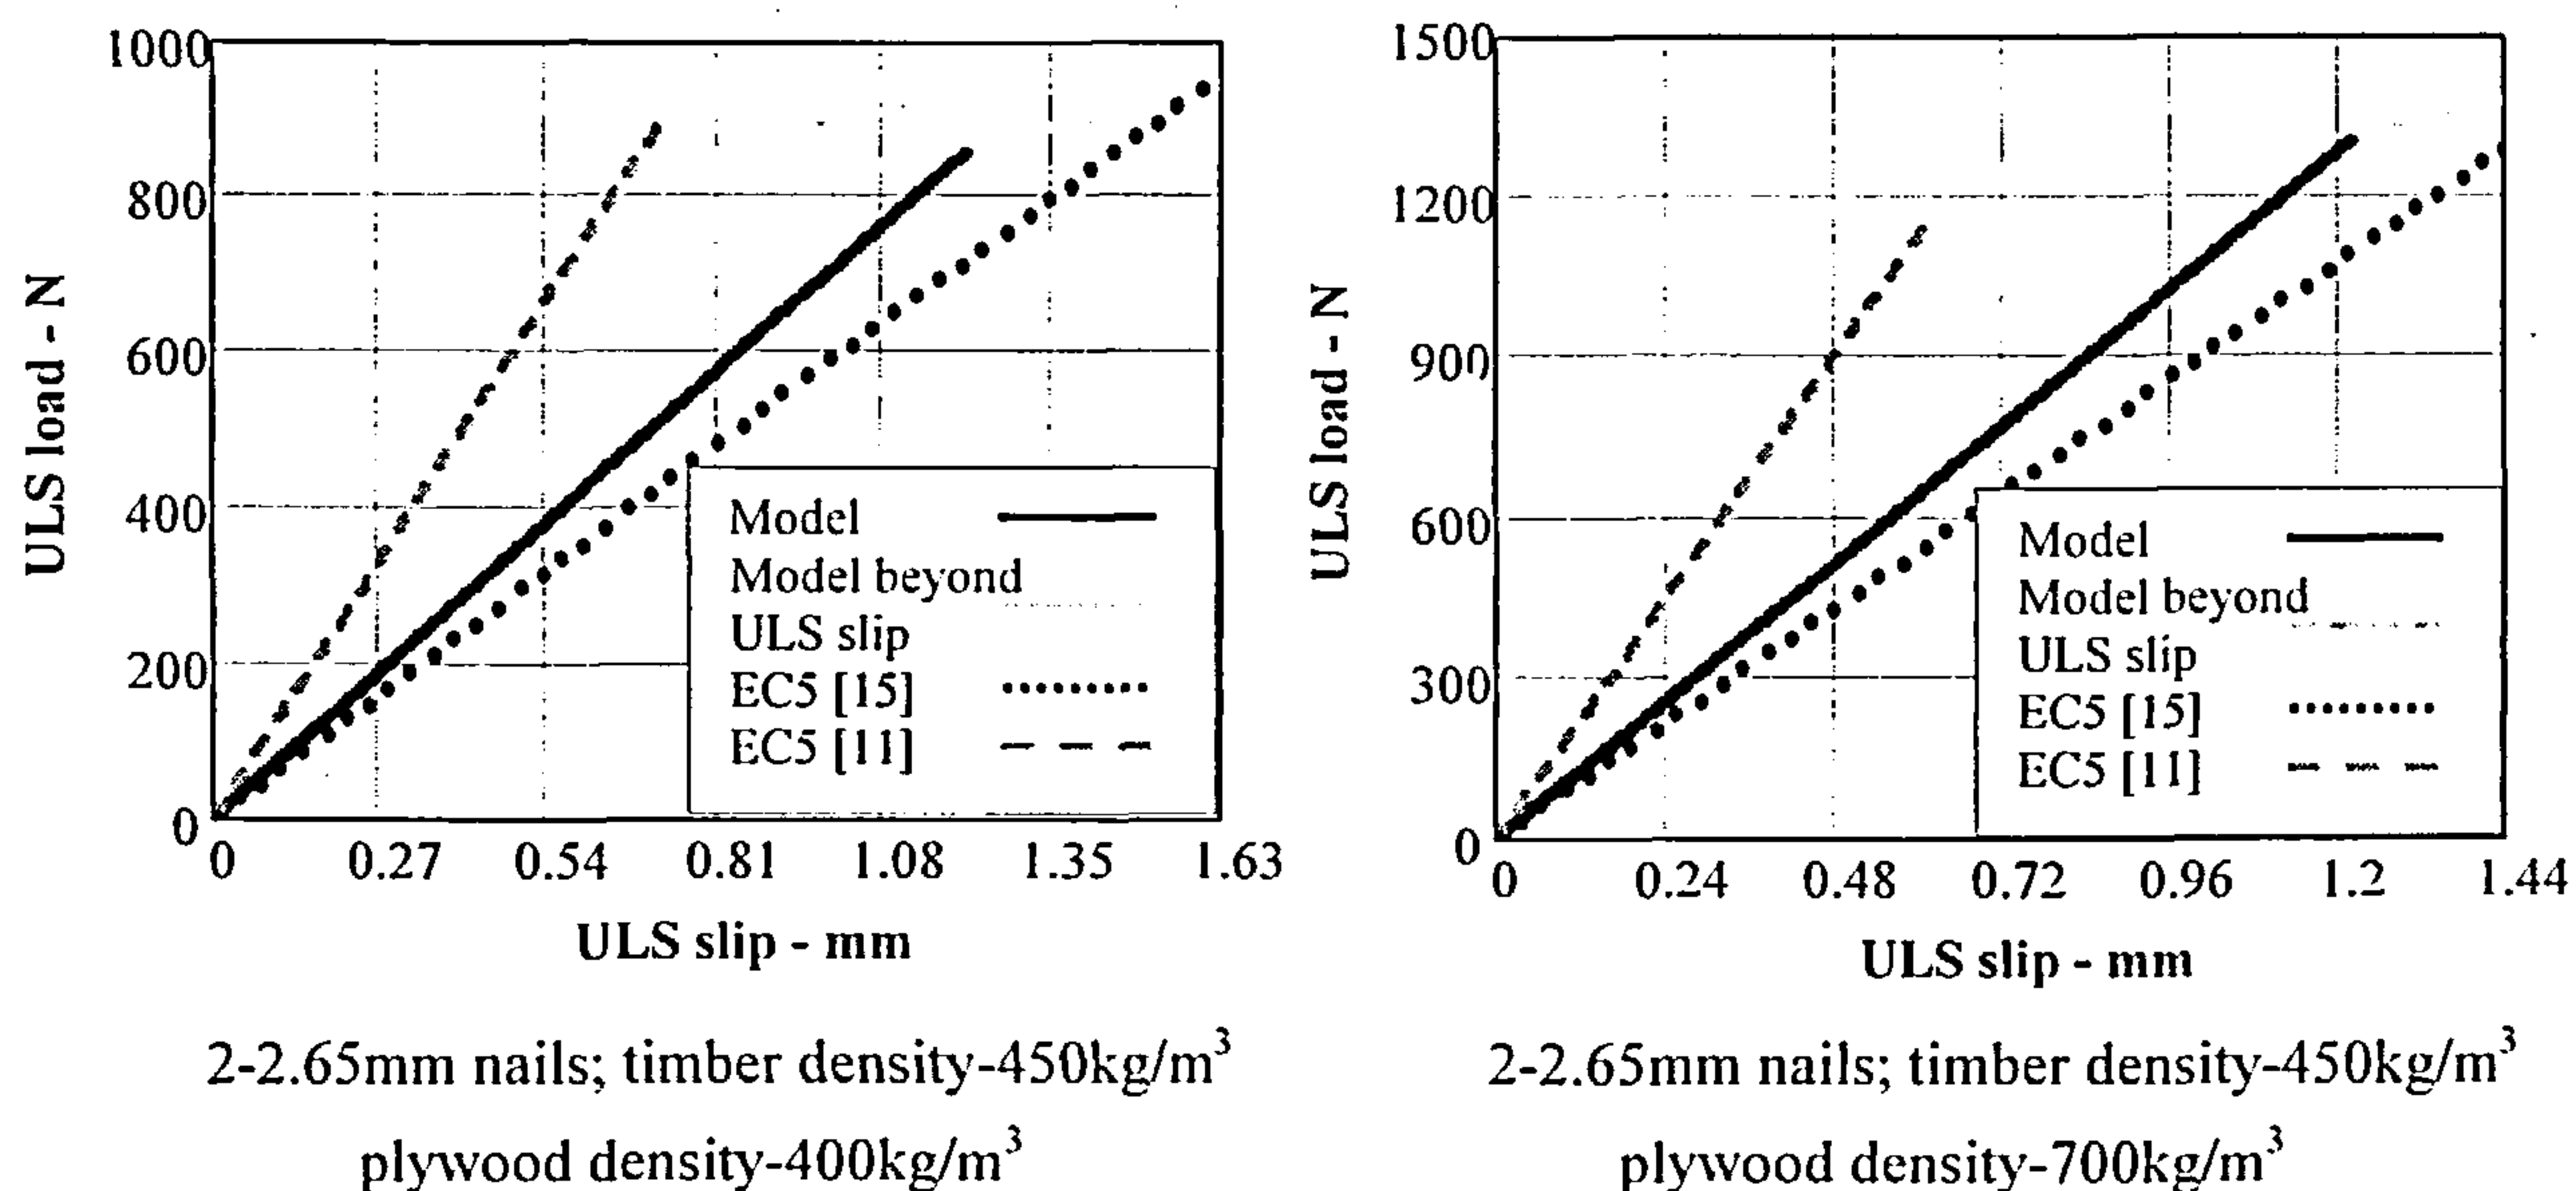 1000
800
600
400
200
0
ULS load - N
0 0.27 0.54 0.81 1.08 1.35 1.63
ULS slip - mm
Model
Model beyond
ULS slip
EC5 [15]
EC5 [11]
2-2.65mm nails; timber density-450kg/m³
plywood density-400kg/m³
1500
1200
900
600
300
0
ULS load - N
0 0.24 0.48 0.72 0.96 1.2 1.44
ULS slip - mm
Model
Model beyond
ULS slip
EC5 [15]
EC5 [11]
2-2.65mm nails; timber density-450kg/m³
plywood density-700kg/m³